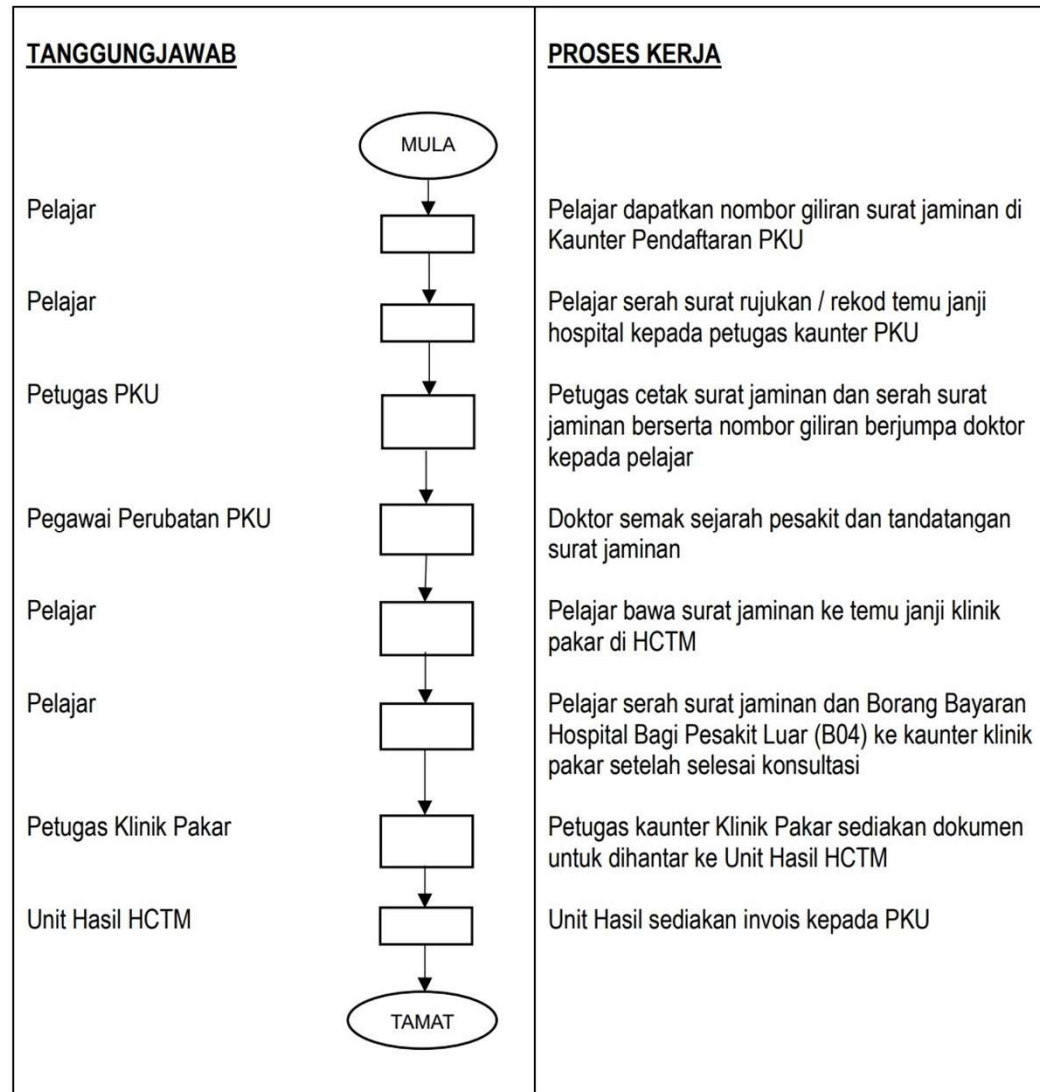 TANGGUNGJAWAB
PROSES KERJA
MULA
Pelajar
Pelajar dapatkan nombor giliran surat jaminan di
Kaunter Pendaftaran PKU
Pelajar
Pelajar serah surat rujukan / rekod temu janji
hospital kepada petugas kaunter PKU
Petugas PKU
Petugas cetak surat jaminan dan serah surat
jaminan berserta nombor giliran berjumpa doktor
kepada pelajar
Pegawai Perubatan PKU
Doktor semak sejarah pesakit dan tandatangan
surat jaminan
Pelajar
Pelajar bawa surat jaminan ke temu janji klinik
pakar di HCTM
Pelajar
Pelajar serah surat jaminan dan Borang Bayaran
Hospital Bagi Pesakit Luar (B04) ke kaunter klinik
pakar setelah selesai konsultasi
Petugas Klinik Pakar
Petugas kaunter Klinik Pakar sediakan dokumen
untuk dihantar ke Unit Hasil HCTM
Unit Hasil HCTM
Unit Hasil sediakan invois kepada PKU
TAMAT